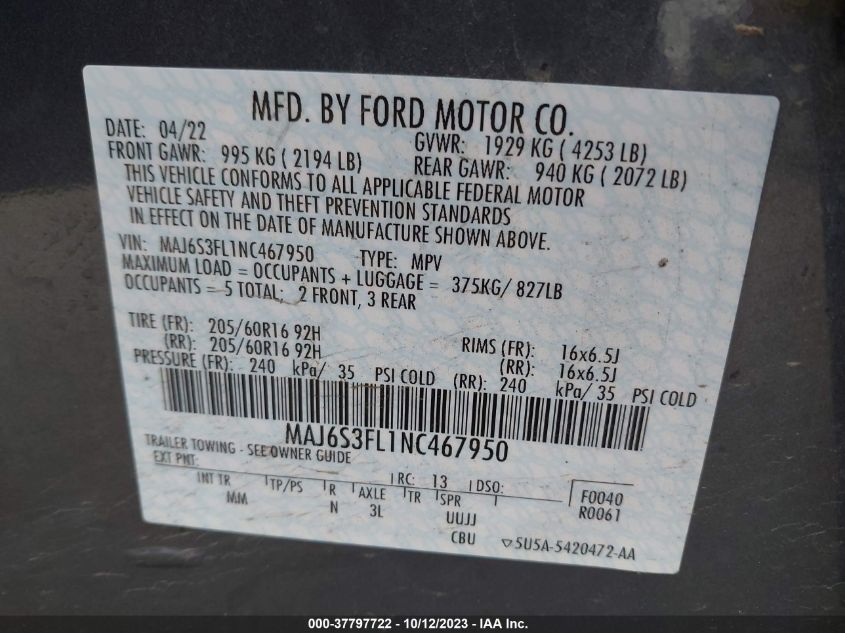 MFD. BY FORD MOTOR CO.
DATE: 04/22 GVWR: 1929 KG ( 4253 LB)
FRONT GAWR: 995 KG ( 2194 LB) REAR GAWR: 940 KG ( 2072 LB)
THIS VEHICLE CONFORMS TO ALL APPLICABLE FEDERAL MOTOR
VEHICLE SAFETY AND THEFT PREVENTION STANDARDS
IN EFFECT ON THE DATE OF MANUFACTURE SHOWN ABOVE.
VIN: MAJ6S3FL1NC467950 TYPE: MPV
MAXIMUM LOAD = OCCUPANTS + LUGGAGE = 375KG/ 827LB
OCCUPANTS = 5 TOTAL; 2 FRONT, 3 REAR
TIRE (FR): 205/60R16 92H RIMS (FR): 16x6.5J
(RR): 205/60R16 92H (RR): 16x6.5J
PRESSURE (FR): 240 kPa/ 35 PSI COLD (RR): 240 kPa/ 35 PSI COLD
MAJ6S3FL1NC467950
TRAILER TOWING - SEE OWNER GUIDE
EXT PNT: RC: 13 DSO: F0040
INT TR TP/PS R AXLE TR SPR R0061
MM N 3L UUJJ
CBU 5U5A-5420472-AA
000-37797722 - 10/12/2023 - IAA Inc.